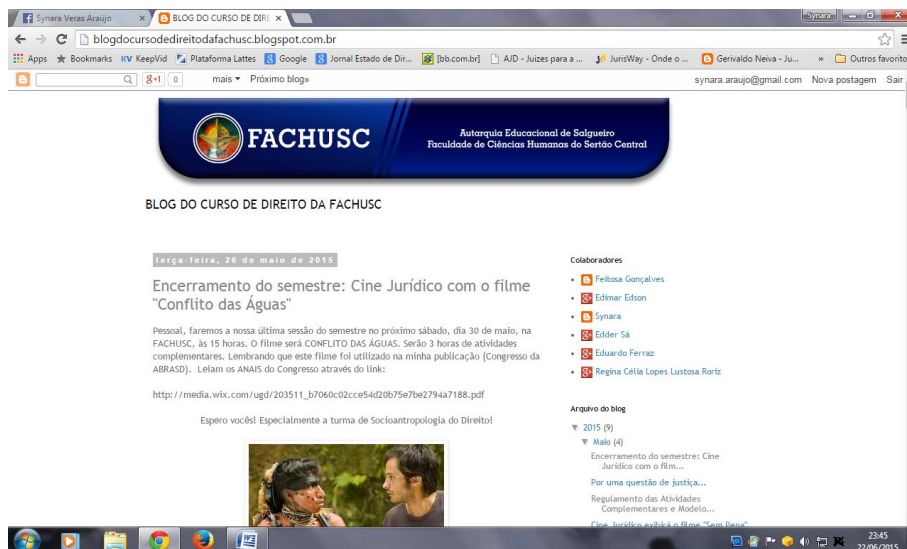 Synara Veras Araújo
BLOG DO CURSO DE DIRE
Synara
blogdocursodedireitodafachusc.blogspot.com.br
Apps Bookmarks KV KeepVid Plataforma Lattes Google Jornal Estado de Dir... [bb.com.br] AJD - Juizes para a ... JurisWay - Onde o ... Gerivaldo Neiva - Ju... » Outros favorito
g+1 0 mais Próximo blog» synara.araujo@gmail.com Nova postagem Sair
FACHUSC
Autarquia Educacional de Salgueiro
Faculdade de Ciências Humanas do Sertão Central
BLOG DO CURSO DE DIREITO DA FACHUSC
terça-feira, 26 de maio de 2015
Encerramento do semestre: Cine Jurídico com o filme
"Conflito das Águas"
Pessoal, faremos a nossa última sessão do semestre no próximo sábado, dia 30 de maio, na
FACHUSC, às 15 horas. O filme será CONFLITO DAS ÁGUAS. Serão 3 horas de atividades
complementares. Lembrando que este filme foi utilizado na minha publicação (Congresso da
ABRASD). Leiam os ANAIS do Congresso através do link:
http://media.wix.com/ugd/203511_b7060c02cce54d20b75e7be2794a7188.pdf
Espero vocês! Especialmente a turma de Socioantropologia do Direito!
Colaboradores
Feitosa Gonçalves
Edimar Edson
Synara
Edder Sá
Eduardo Ferraz
Regina Célia Lopes Lustosa Roriz
Arquivo do blog
▼ 2015 (9)
▼ Maio (4)
Encerramento do semestre: Cine
Jurídico com o film...
Por uma questão de justiça...
Regulamento das Atividades
Complementares e Modelo...
Cine Jurídico exibirá o filme "Sem Pena"
23:45
22/06/2015